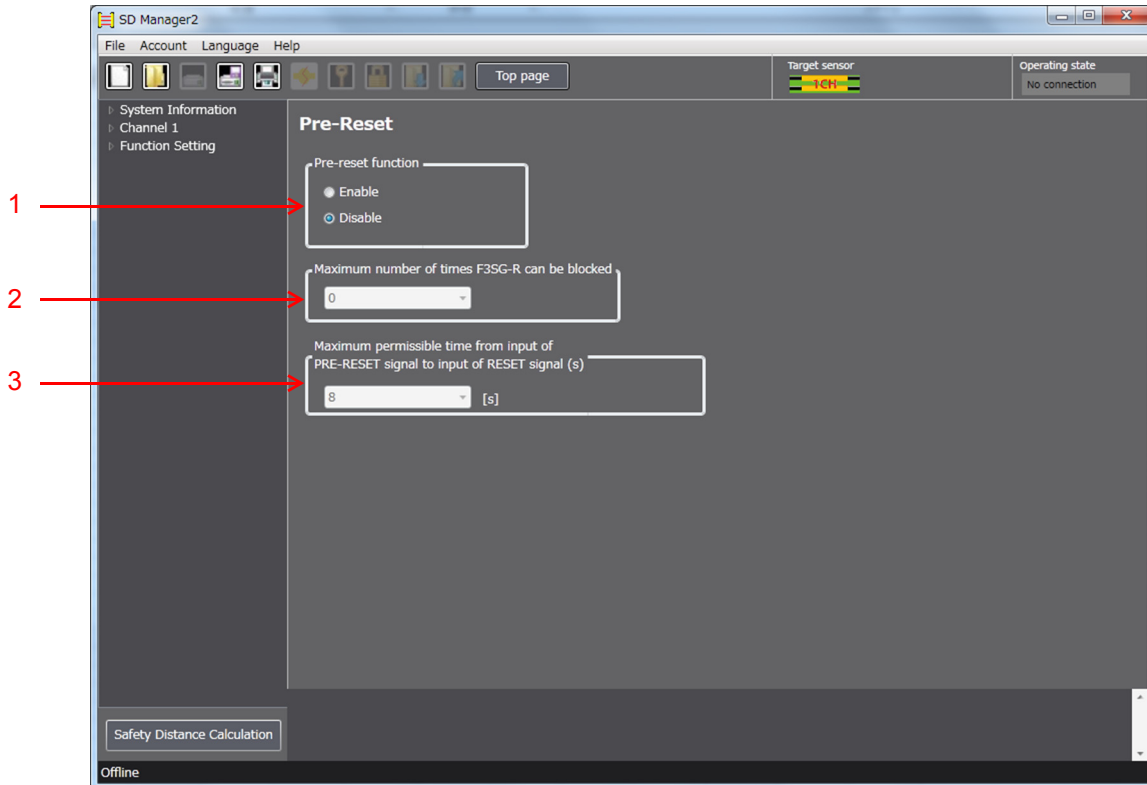 SD Manager2
File Account Language Help
Top page
Target sensor
1CH
Operating state
No connection
System Information
Channel 1
Function Setting
Pre-Reset
Pre-reset function
Enable
Disable
1
Maximum number of times F3SG-R can be blocked
0
2
Maximum permissible time from input of
PRE-RESET signal to input of RESET signal (s)
8 [s]
3
Safety Distance Calculation
Offline